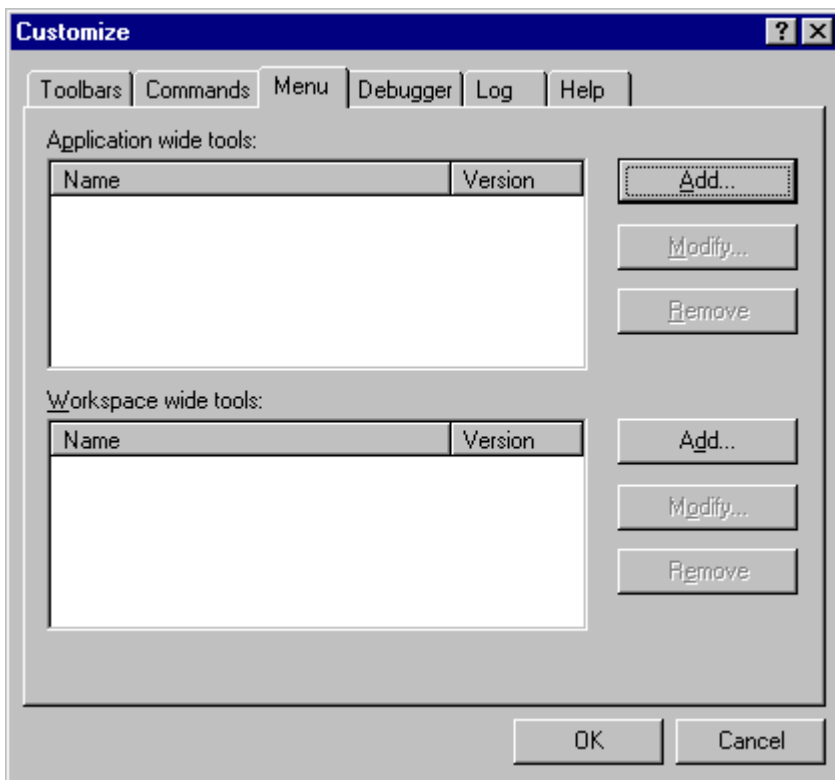 Customize
Toolbars Commands Menu Debugger Log Help
Application wide tools:
Name Version
Add...
Modify...
Remove
Workspace wide tools:
Name Version
Add...
Modify...
Remove
OK Cancel